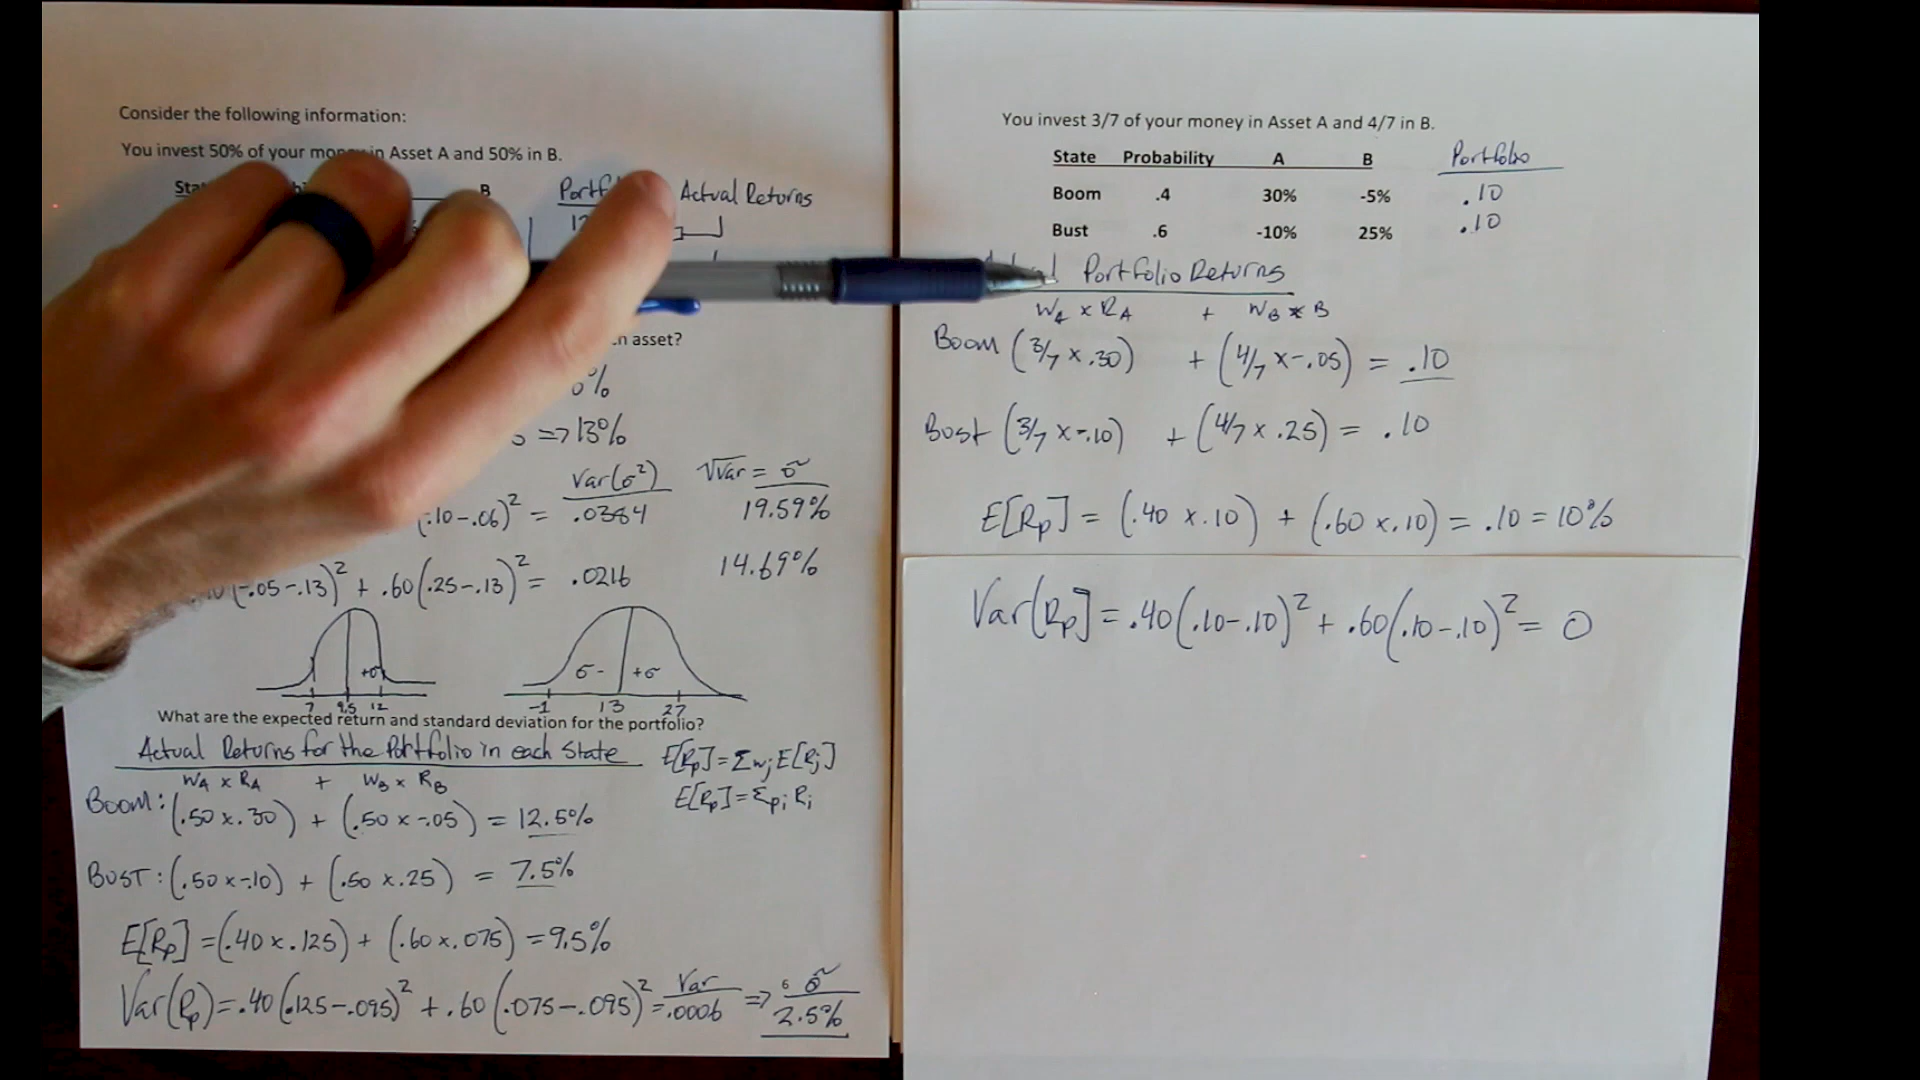 Consider the following information:
You invest 50% of your money in Asset A and 50% in B.
B
Actual Returns
asset?
=> 13%
Var(σ²) √Var = σ
.10-.06)² = .0384 19.59%
(-.05-.13)² + .60(.25-.13)² = .0216 14.69%
+σ σ- +σ
7 9.5 12 -1 13 27
What are the expected return and standard deviation for the portfolio?
Actual Returns for the Portfolio in each State E[Rp] = Σwj E[Rj]
WA x RA + WB x RB E[Rp] = Σpi Ri
Boom: (.50 x .30) + (.50 x -.05) = 12.5%
BUST: (.50 x -.10) + (.50 x .25) = 7.5%
E[Rp] = (.40 x .125) + (.60 x .075) = 9.5%
Var(Rp) = .40(.125-.095)² + .60(.075-.095)² = Var .0006 => σ 2.5%
You invest 3/7 of your money in Asset A and 4/7 in B.
State Probability A B Portfolio
Boom .4 30% -5% .10
Bust .6 -10% 25% .10
Portfolio Returns
WA x RA + WB x B
Boom (3/7 x .30) + (4/7 x -.05) = .10
Bust (3/7 x -.10) + (4/7 x .25) = .10
E[Rp] = (.40 x .10) + (.60 x .10) = .10 = 10%
Var[Rp] = .40(.10-.10)² + .60(.10-.10)² = 0